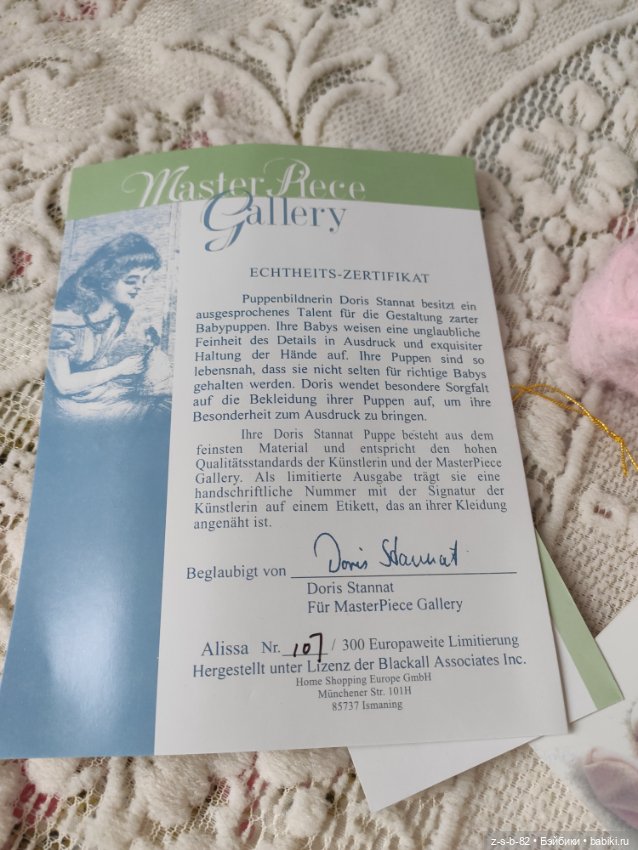 MasterPiece
Gallery
ECHTHEITS-ZERTIFIKAT
Puppenbildnerin Doris Stannat besitzt ein
ausgesprochenes Talent für die Gestaltung zarter
Babypuppen. Ihre Babys weisen eine unglaubliche
Feinheit des Details in Ausdruck und exquisiter
Haltung der Hände auf. Ihre Puppen sind so
lebensnah, dass sie nicht selten für richtige Babys
gehalten werden. Doris wendet besondere Sorgfalt
auf die Bekleidung ihrer Puppen auf, um ihre
Besonderheit zum Ausdruck zu bringen.
Ihre Doris Stannat Puppe besteht aus dem
feinsten Material und entspricht den hohen
Qualitätsstandards der Künstlerin und der MasterPiece
Gallery. Als limitierte Ausgabe trägt sie eine
handschriftliche Nummer mit der Signatur der
Künstlerin auf einem Etikett, das an ihrer Kleidung
angenäht ist.
Beglaubigt von Doris Stannat
Doris Stannat
Für MasterPiece Gallery
Alissa Nr. 107 / 300 Europaweite Limitierung
Hergestellt unter Lizenz der Blackall Associates Inc.
Home Shopping Europe GmbH
Münchener Str. 101H
85737 Ismaning
z-s-b-82 • Бэйбики • babiki.ru